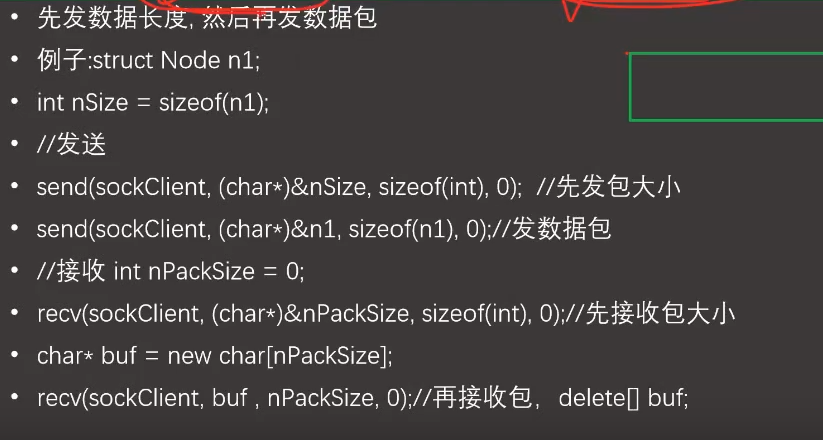 • 先发数据长度, 然后再发数据包
• 例子:struct Node n1;
• int nSize = sizeof(n1);
• //发送
• send(sockClient, (char*)&nSize, sizeof(int), 0);  //先发包大小
• send(sockClient, (char*)&n1, sizeof(n1), 0);//发数据包
• //接收 int nPackSize = 0;
• recv(sockClient, (char*)&nPackSize, sizeof(int), 0);//先接收包大小
• char* buf = new char[nPackSize];
• recv(sockClient, buf , nPackSize, 0);//再接收包， delete[] buf;